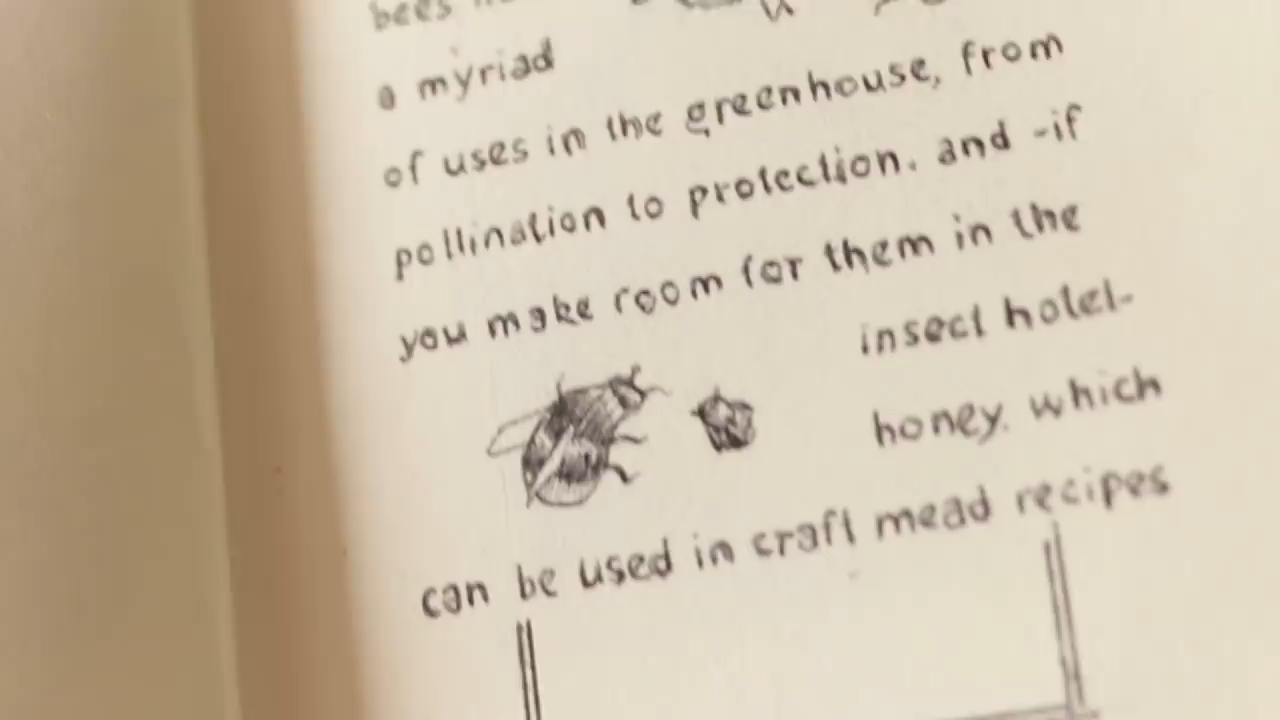 bees
a myriad
of uses in the greenhouse, from
pollination to protection. and -if
you make room for them in the
insect hotel-
honey. which
can be used in craft mead recipes